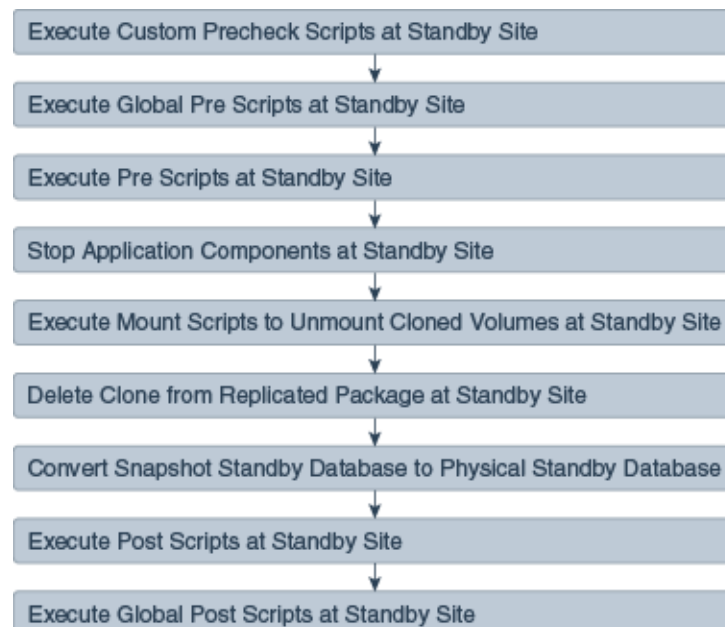 Execute Custom Precheck Scripts at Standby Site
Execute Global Pre Scripts at Standby Site
Execute Pre Scripts at Standby Site
Stop Application Components at Standby Site
Execute Mount Scripts to Unmount Cloned Volumes at Standby Site
Delete Clone from Replicated Package at Standby Site
Convert Snapshot Standby Database to Physical Standby Database
Execute Post Scripts at Standby Site
Execute Global Post Scripts at Standby Site